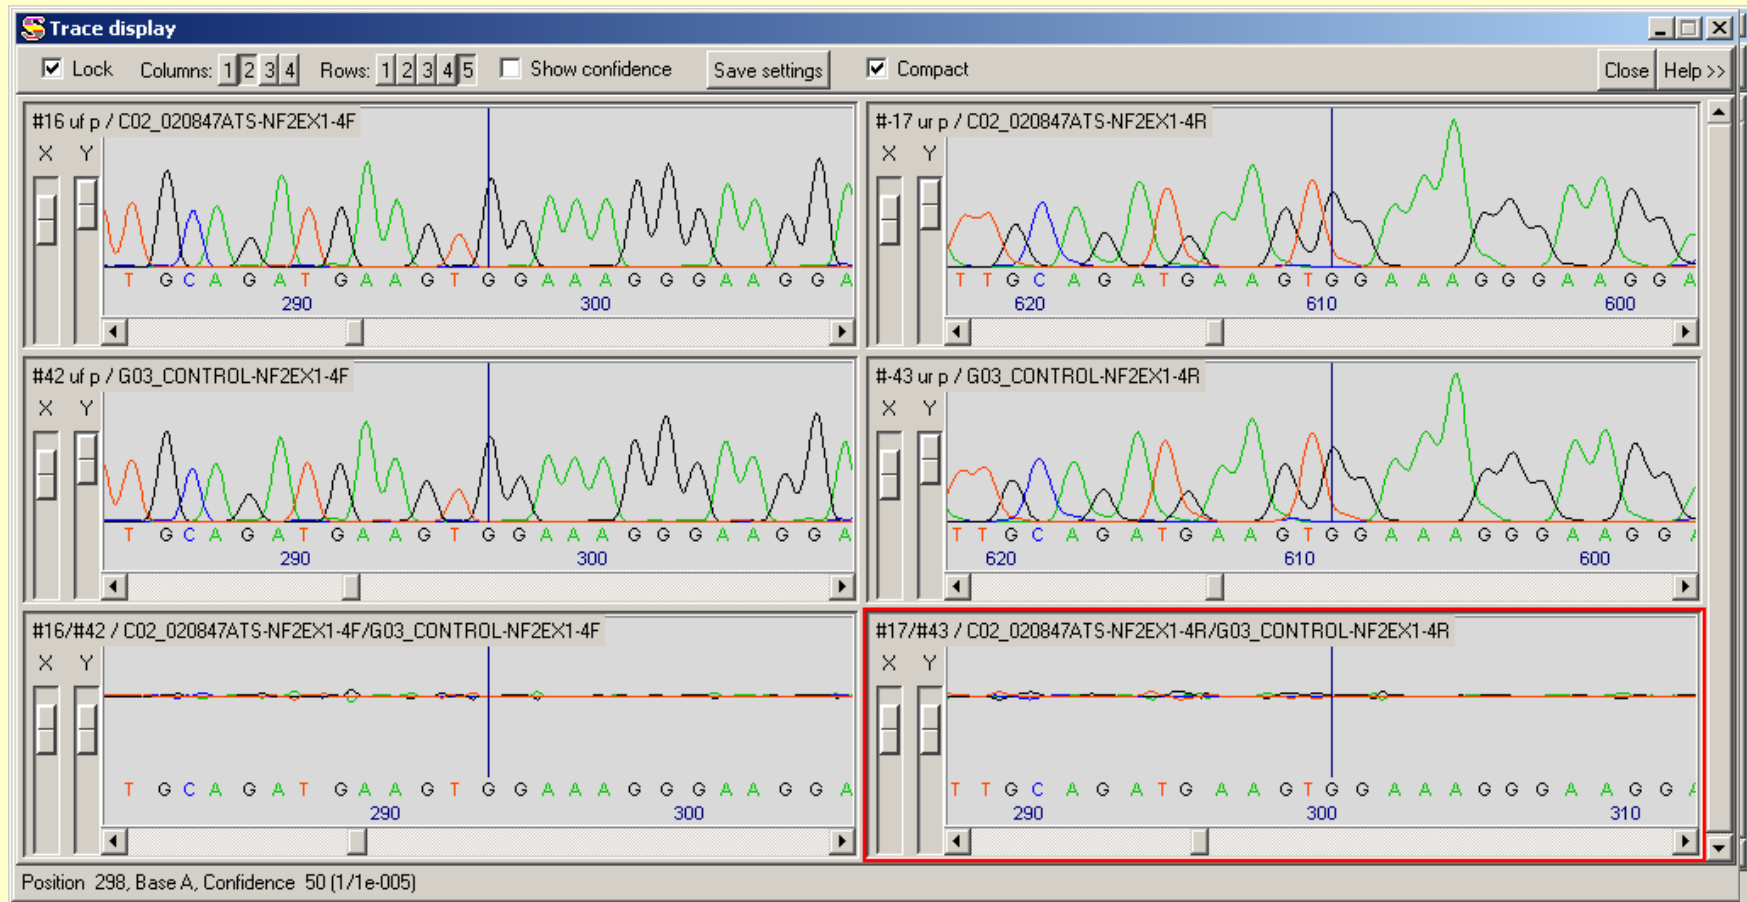 Trace display
Lock Columns: 1 2 3 4 Rows: 1 2 3 4 5 Show confidence Save settings Compact Close Help >>
#16 uf p / C02_020847ATS-NF2EX1-4F
X Y
T G C A G A T G A A G T G G A A A G G G A A G G A
290 300
#-17 ur p / C02_020847ATS-NF2EX1-4R
X Y
T T G C A G A T G A A G T G G A A A G G G A A G G A
620 610 600
#42 uf p / G03_CONTROL-NF2EX1-4F
X Y
T G C A G A T G A A G T G G A A A G G G A A G G A
290 300
#-43 ur p / G03_CONTROL-NF2EX1-4R
X Y
T T G C A G A T G A A G T G G A A A G G G A A G G A
620 610 600
#16/#42 / C02_020847ATS-NF2EX1-4F/G03_CONTROL-NF2EX1-4F
X Y
T G C A G A T G A A G T G G A A A G G G A A G G A
290 300
#17/#43 / C02_020847ATS-NF2EX1-4R/G03_CONTROL-NF2EX1-4R
X Y
T T G C A G A T G A A G T G G A A A G G G A A G G A
290 300 310
Position 298, Base A, Confidence 50 (1/1e-005)